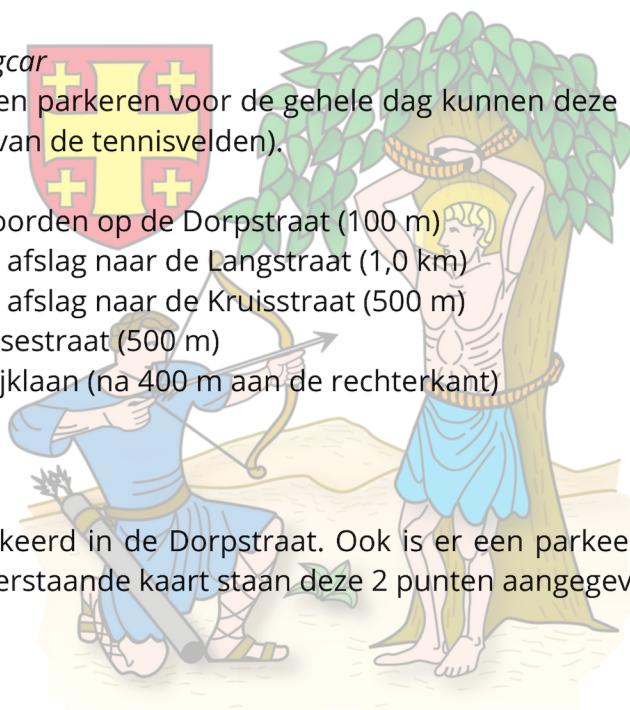 gcar
en parkeren voor de gehele dag kunnen deze
van de tennisvelden).
oorden op de Dorpstraat (100 m)
afslag naar de Langstraat (1,0 km)
afslag naar de Kruisstraat (500 m)
sestraat (500 m)
ijklaan (na 400 m aan de rechterkant)
keerd in de Dorpstraat. Ook is er een parkee
erstaande kaart staan deze 2 punten aangegev